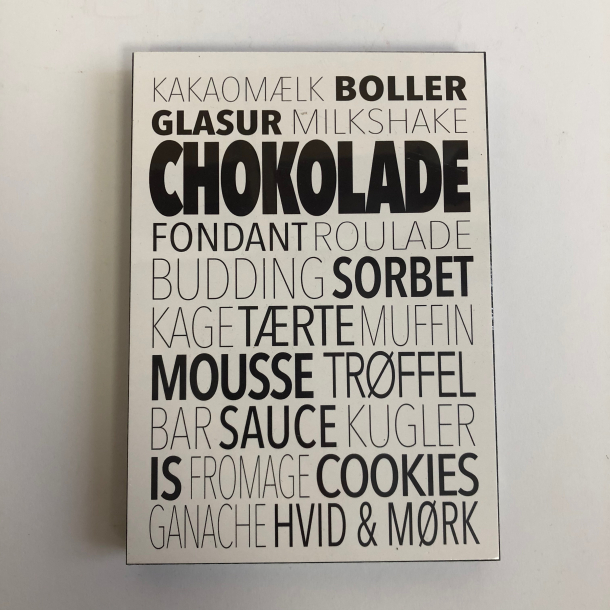 KAKAOMÆLK BOLLER
GLASUR MILKSHAKE
CHOKOLADE
FONDANT ROULADE
BUDDING SORBET
KAGE TÆRTE MUFFIN
MOUSSE TRØFFEL
BAR SAUCE KUGLER
IS FROMAGE COOKIES
GANACHE HVID & MØRK